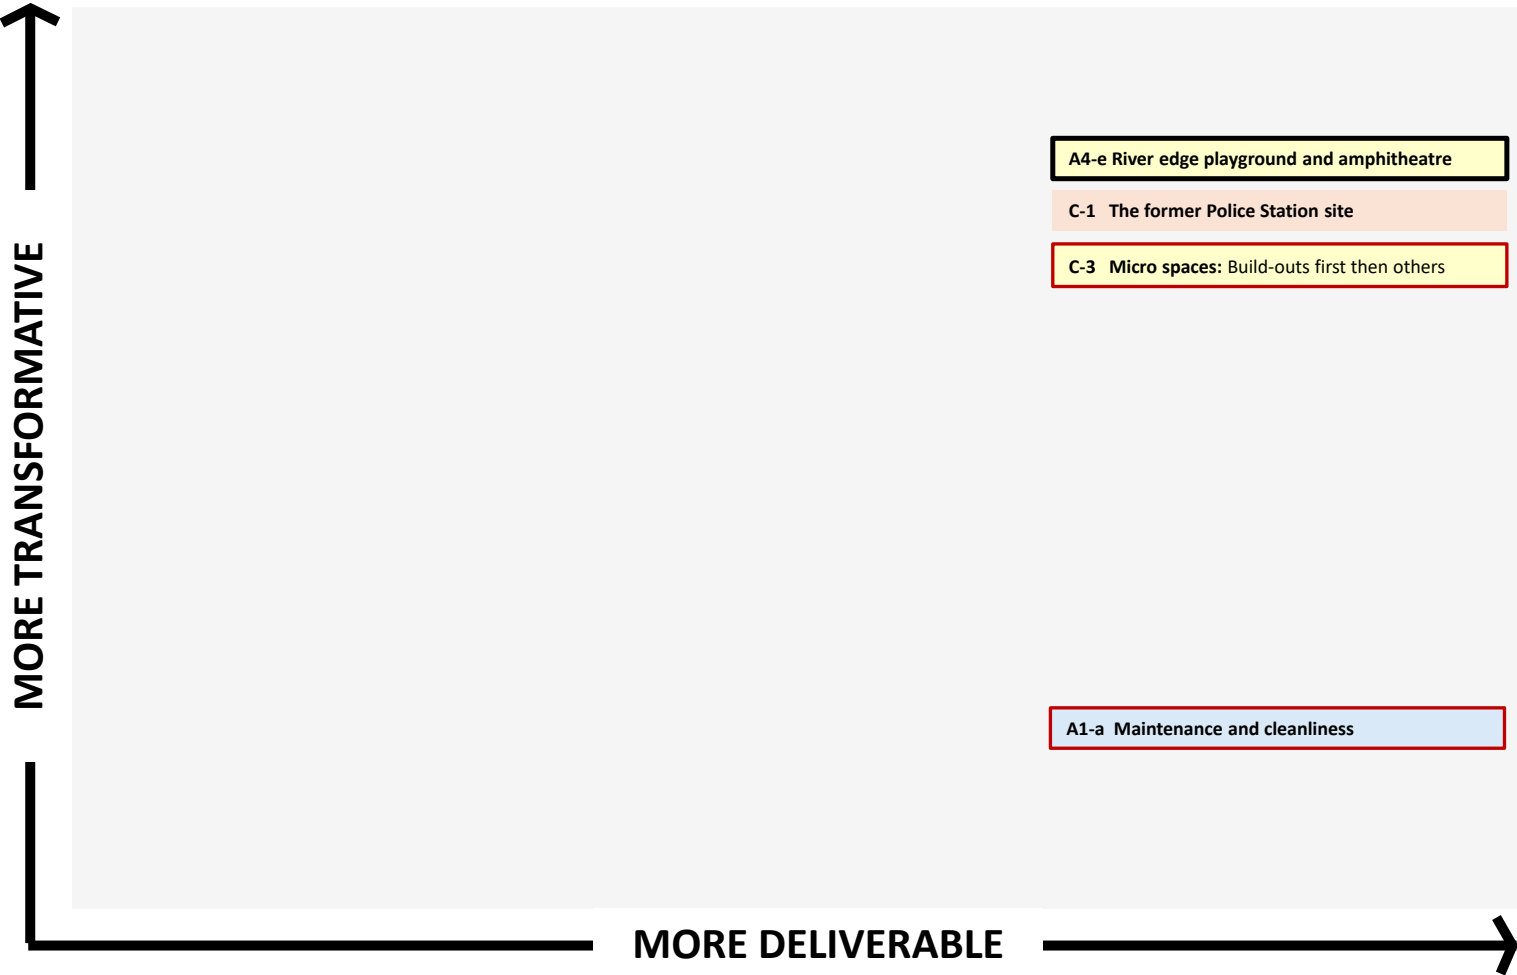 A4-e River edge playground and amphitheatre
C-1 The former Police Station site
C-3 Micro spaces: Build-outs first then others
MORE TRANSFORMATIVE
A1-a Maintenance and cleanliness
MORE DELIVERABLE